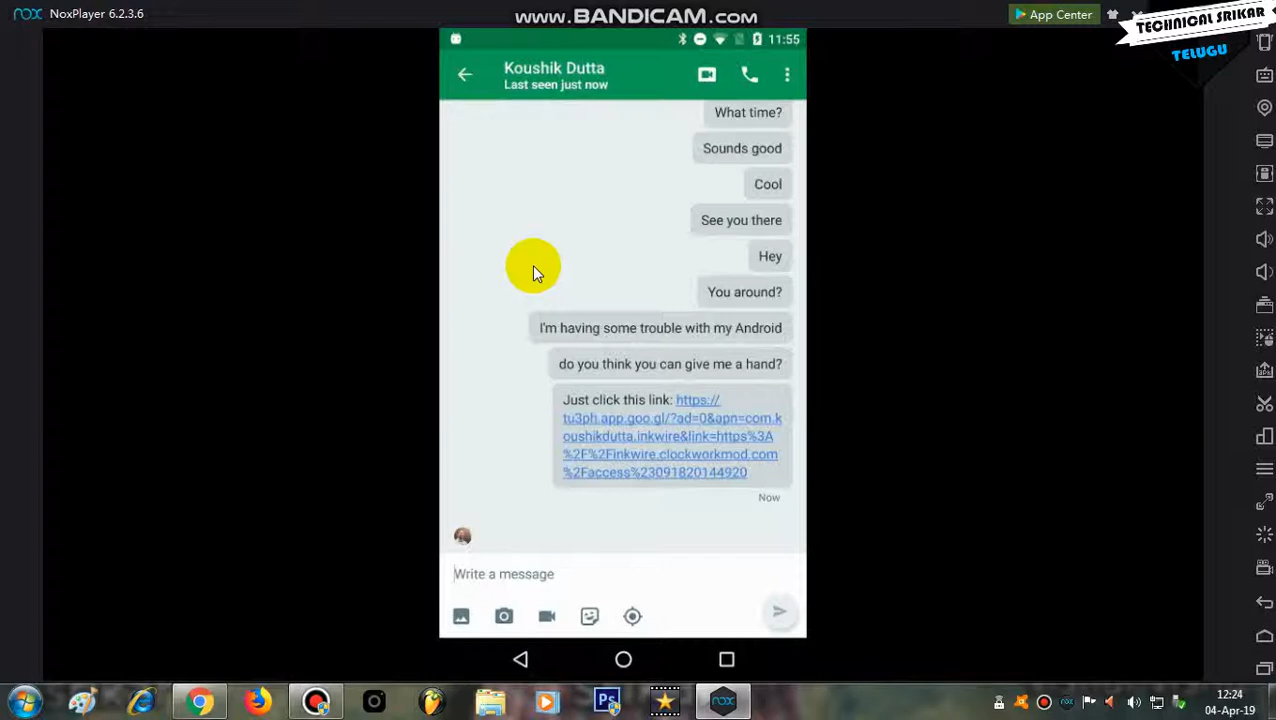 nox NoxPlayer 6.2.3.6
www.BANDICAM.com
App Center
TECHNICAL SRIKAR
TELUGU
11:55
Koushik Dutta
Last seen just now
What time?
Sounds good
Cool
See you there
Hey
You around?
I'm having some trouble with my Android
do you think you can give me a hand?
Just click this link: https://
tu3ph.app.goo.gl/?ad=0&apn=com.k
oushikdutta.inkwire&link=https%3A
%2F%2Finkwire.clockworkmod.com
%2Faccess%23091820144920
Now
Write a message
12:24
04-Apr-19